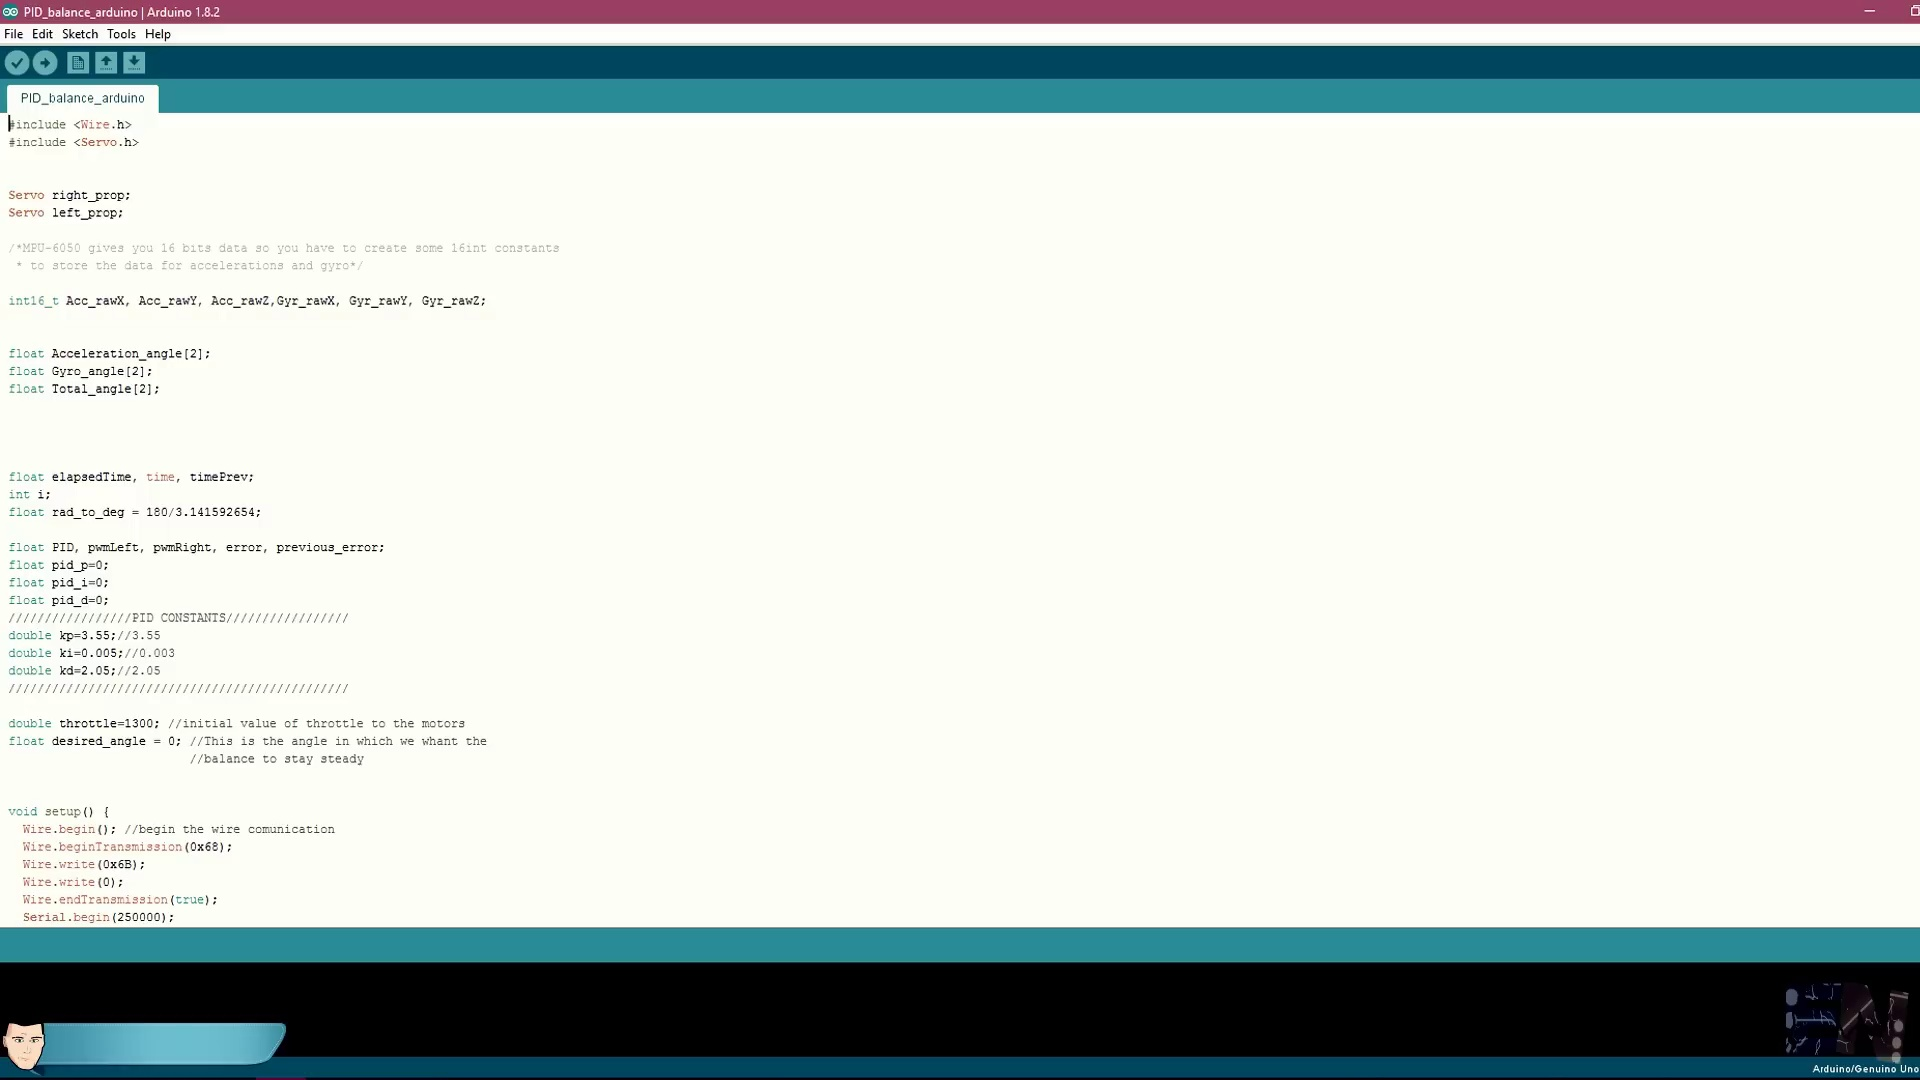 PID_balance_arduino | Arduino 1.8.2
File Edit Sketch Tools Help
PID_balance_arduino
#include <Wire.h>
#include <Servo.h>
Servo right_prop;
Servo left_prop;
/*MPU-6050 gives you 16 bits data so you have to create some 16int constants
 * to store the data for accelerations and gyro*/
int16_t Acc_rawX, Acc_rawY, Acc_rawZ,Gyr_rawX, Gyr_rawY, Gyr_rawZ;
float Acceleration_angle[2];
float Gyro_angle[2];
float Total_angle[2];
float elapsedTime, time, timePrev;
int i;
float rad_to_deg = 180/3.141592654;
float PID, pwmLeft, pwmRight, error, previous_error;
float pid_p=0;
float pid_i=0;
float pid_d=0;
/////////////////PID CONSTANTS/////////////////
double kp=3.55;//3.55
double ki=0.005;//0.003
double kd=2.05;//2.05
///////////////////////////////////////////////
double throttle=1300; //initial value of throttle to the motors
float desired_angle = 0; //This is the angle in which we whant the
                         //balance to stay steady
void setup() {
  Wire.begin(); //begin the wire comunication
  Wire.beginTransmission(0x68);
  Wire.write(0x6B);
  Wire.write(0);
  Wire.endTransmission(true);
  Serial.begin(250000);
Arduino/Genuino Uno